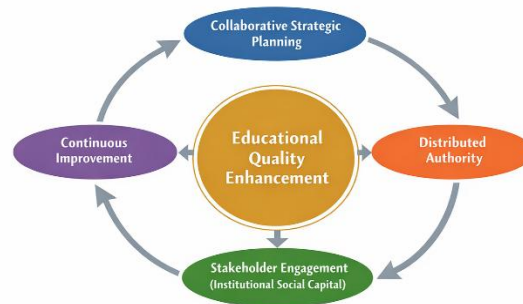 Collaborative Strategic
Planning
Continuous
Improvement
Educational
Quality
Enhancement
Distributed
Authority
Stakeholder Engagement
(Institutional Social Capital)